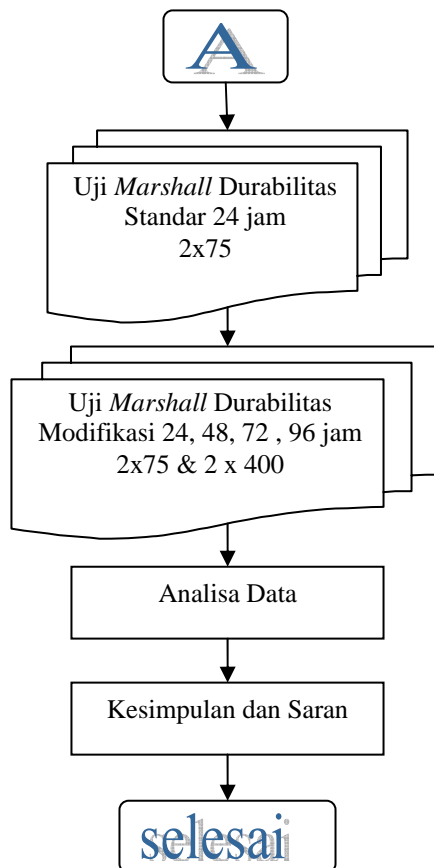 A
Uji Marshall Durabilitas
Standar 24 jam
2x75
Uji Marshall Durabilitas
Modifikasi 24, 48, 72 , 96 jam
2x75 & 2 x 400
Analisa Data
Kesimpulan dan Saran
selesai